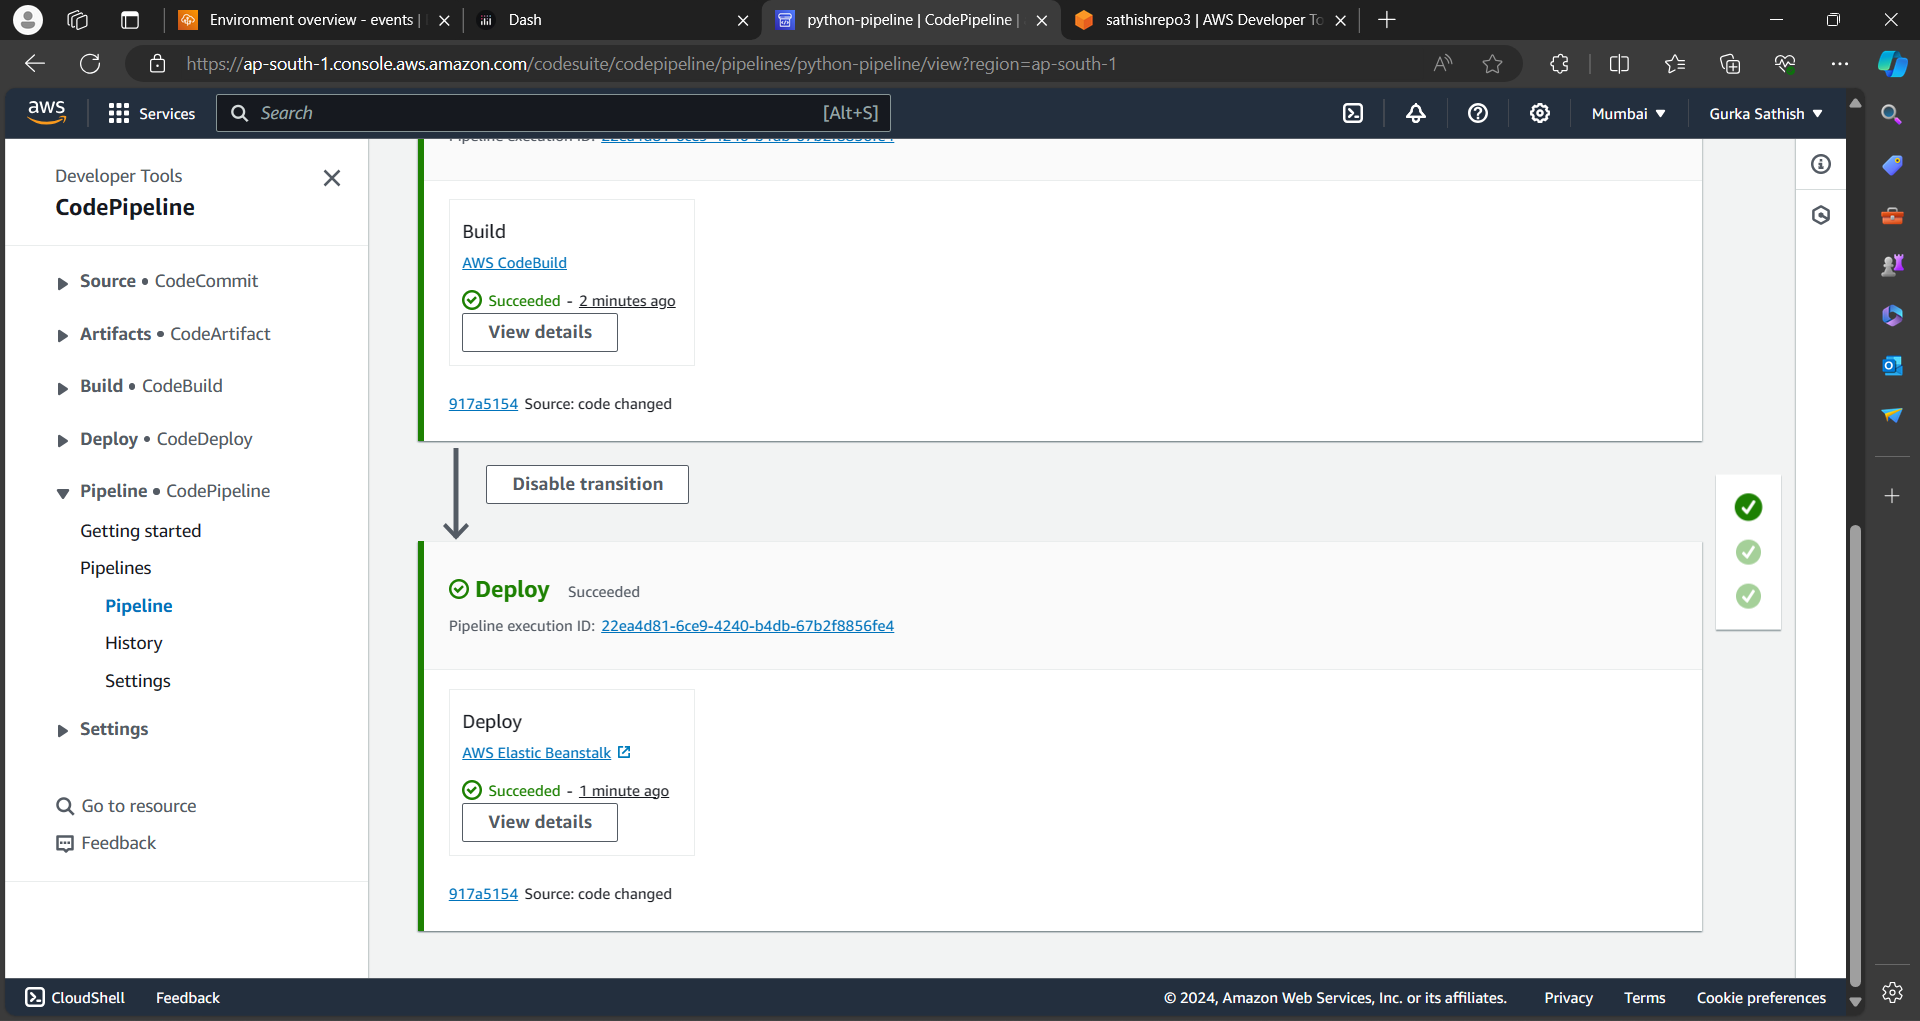 Environment overview - events |
Dash
python-pipeline | CodePipeline |
sathishrepo3 | AWS Developer To
https://ap-south-1.console.aws.amazon.com/codesuite/codepipeline/pipelines/python-pipeline/view?region=ap-south-1
aws
Services
Search
[Alt+S]
Mumbai
Gurka Sathish
Developer Tools
CodePipeline
Source • CodeCommit
Artifacts • CodeArtifact
Build • CodeBuild
Deploy • CodeDeploy
Pipeline • CodePipeline
Getting started
Pipelines
Pipeline
History
Settings
Settings
Go to resource
Feedback
Pipeline execution ID: 22ea4d81-6ce9-4240-b4db-67b2f8856fe4
Build
AWS CodeBuild
Succeeded - 2 minutes ago
View details
917a5154 Source: code changed
Disable transition
Deploy Succeeded
Pipeline execution ID: 22ea4d81-6ce9-4240-b4db-67b2f8856fe4
Deploy
AWS Elastic Beanstalk
Succeeded - 1 minute ago
View details
917a5154 Source: code changed
CloudShell
Feedback
© 2024, Amazon Web Services, Inc. or its affiliates.
Privacy
Terms
Cookie preferences